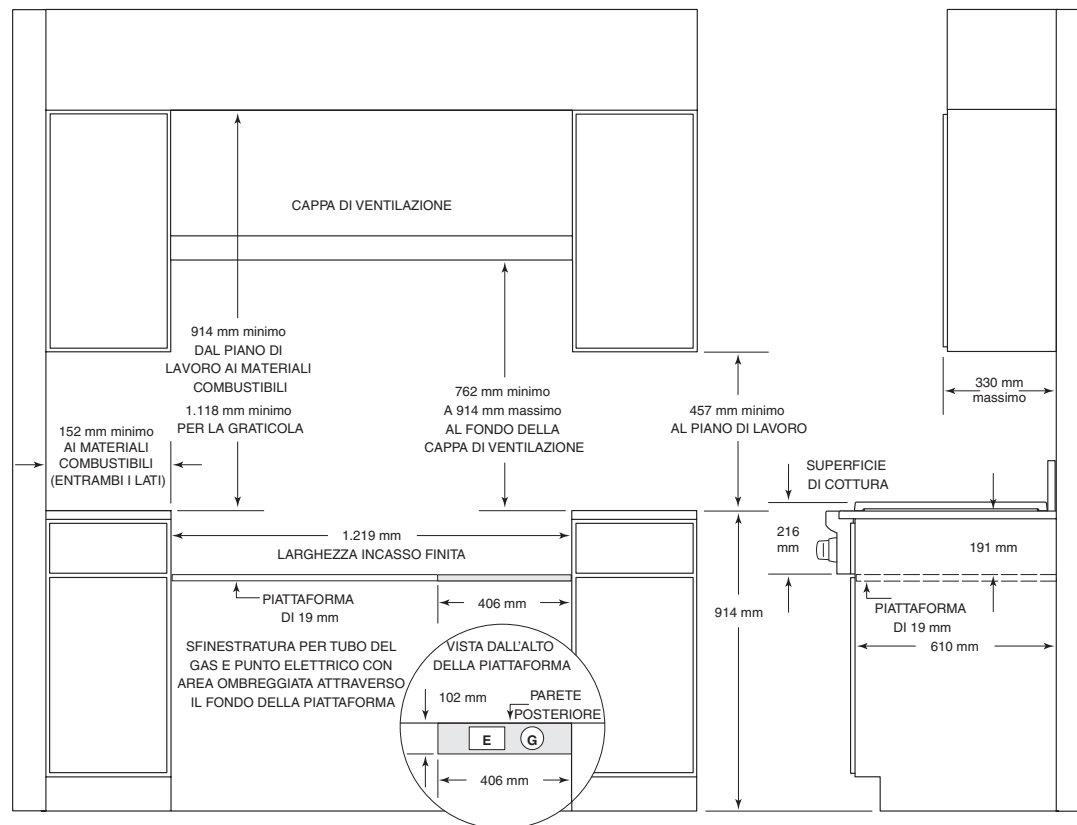 CAPPA DI VENTILAZIONE
914 mm minimo
DAL PIANO DI
LAVORO AI MATERIALI
COMBUSTIBILI
1.118 mm minimo
PER LA GRATICOLA
762 mm minimo
A 914 mm massimo
AL FONDO DELLA
CAPPA DI VENTILAZIONE
457 mm minimo
AL PIANO DI LAVORO
330 mm
massimo
152 mm minimo
AI MATERIALI
COMBUSTIBILI
(ENTRAMBI I LATI)
SUPERFICIE
DI COTTURA
1.219 mm
LARGHEZZA INCASSO FINITA
216
mm
191 mm
PIATTAFORMA
DI 19 mm
406 mm
914 mm
PIATTAFORMA
DI 19 mm
610 mm
SFINESTRATURA PER TUBO DEL
GAS E PUNTO ELETTRICO CON
AREA OMBREGGIATA ATTRAVERSO
IL FONDO DELLA PIATTAFORMA
VISTA DALL'ALTO
DELLA PIATTAFORMA
102 mm
PARETE
POSTERIORE
E
G
406 mm